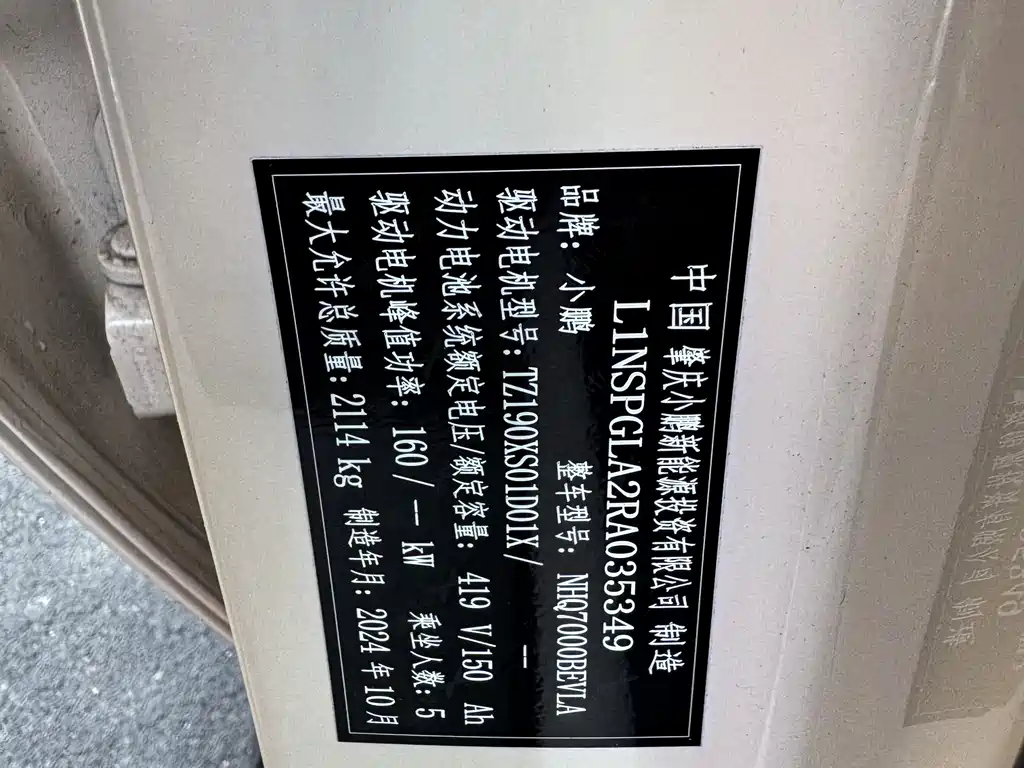 中国 肇庆小鹏新能源投资有限公司 制造
L1NSPGLA2RA035349
品牌: 小鹏 整车型号: NHQ7000BEVLA
驱动电机型号: TZ190XS01D01X/ —
动力电池系统额定电压/额定容量: 419 V/150 Ah
驱动电机峰值功率: 160/ — kW 乘坐人数: 5
最大允许总质量: 2114 kg 制造年月: 2024 年 10 月